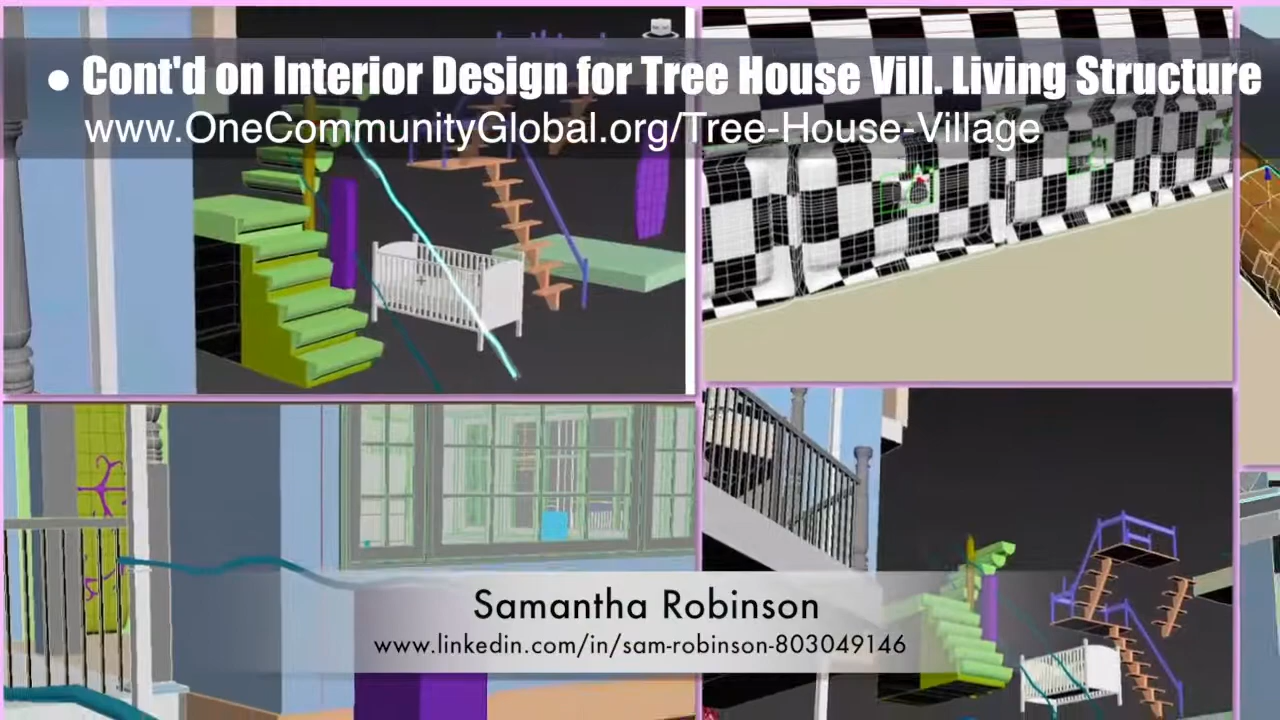 ● Cont'd on Interior Design for Tree House Vill. Living Structure
www.OneCommunityGlobal.org/Tree-House-Village
Samantha Robinson
www.linkedin.com/in/sam-robinson-803049146